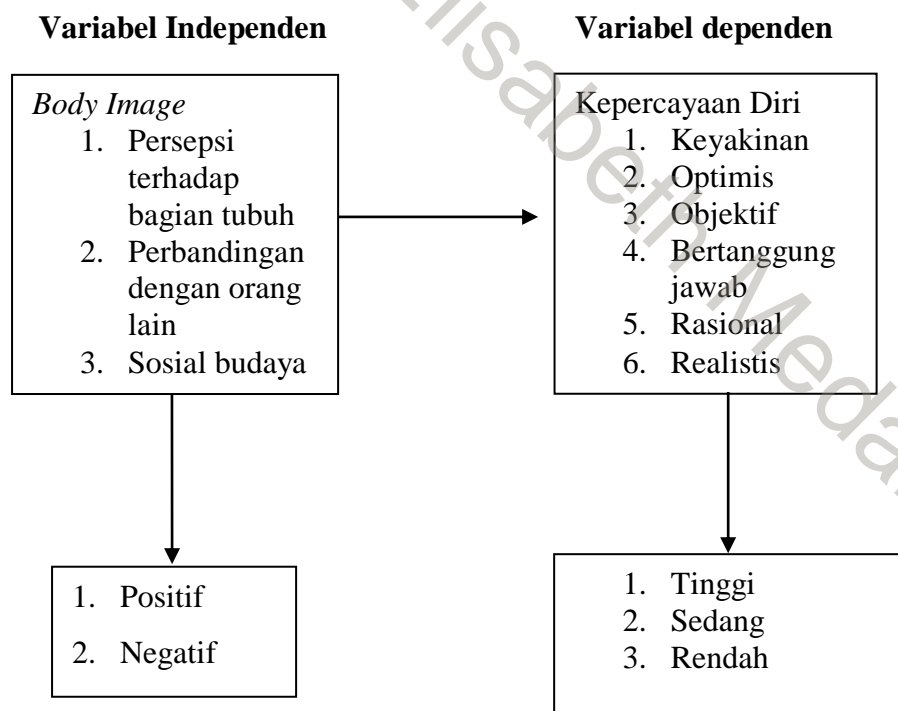 Variabel Independen
Variabel dependen
Body Image
1. Persepsi
terhadap
bagian tubuh
2. Perbandingan
dengan orang
lain
3. Sosial budaya
Kepercayaan Diri
1. Keyakinan
2. Optimis
3. Objektif
4. Bertanggung
jawab
5. Rasional
6. Realistis
1. Positif
2. Negatif
1. Tinggi
2. Sedang
3. Rendah